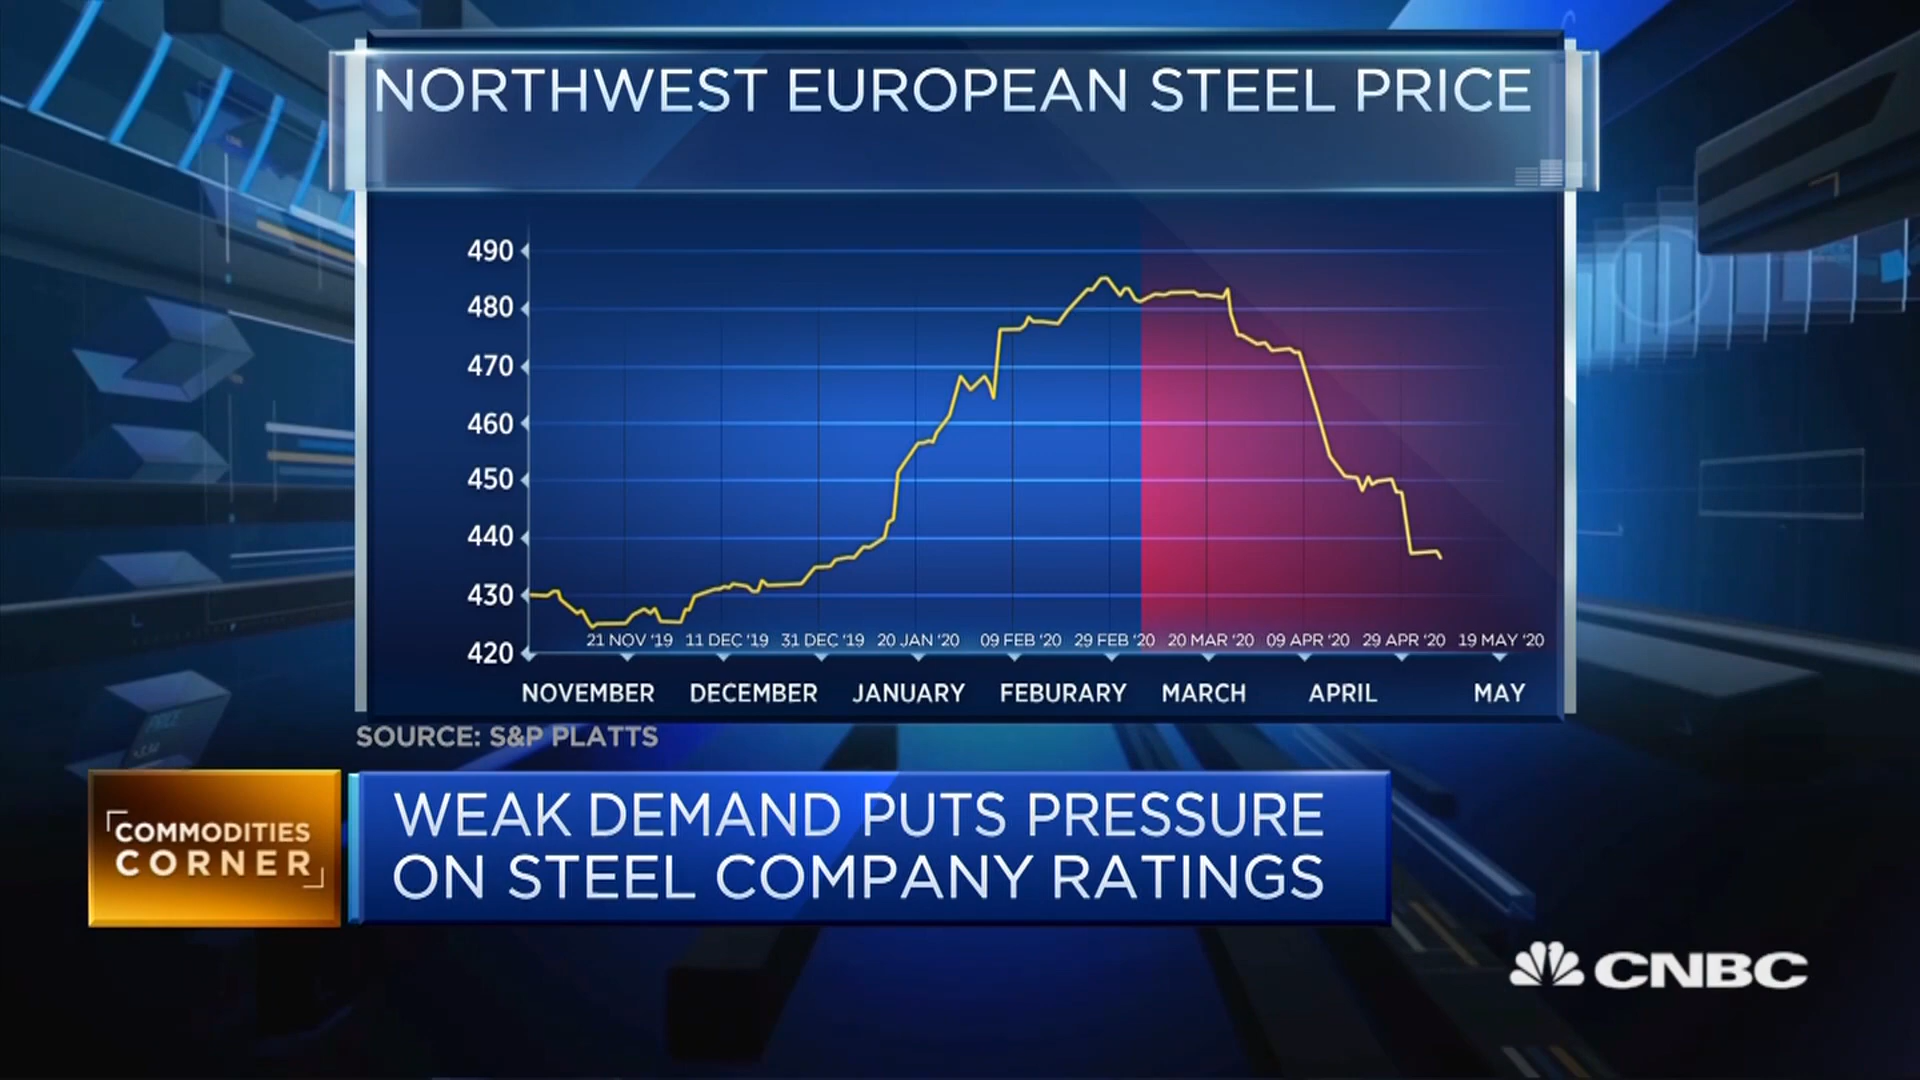 NORTHWEST EUROPEAN STEEL PRICE
490
480
470
460
450
440
430
420
21 NOV '19 11 DEC '19 31 DEC '19 20 JAN '20 09 FEB '20 29 FEB '20 20 MAR '20 09 APR '20 29 APR '20 19 MAY '20
NOVEMBER DECEMBER JANUARY FEBURARY MARCH APRIL MAY
SOURCE: S&P PLATTS
COMMODITIES
CORNER
WEAK DEMAND PUTS PRESSURE
ON STEEL COMPANY RATINGS
CNBC